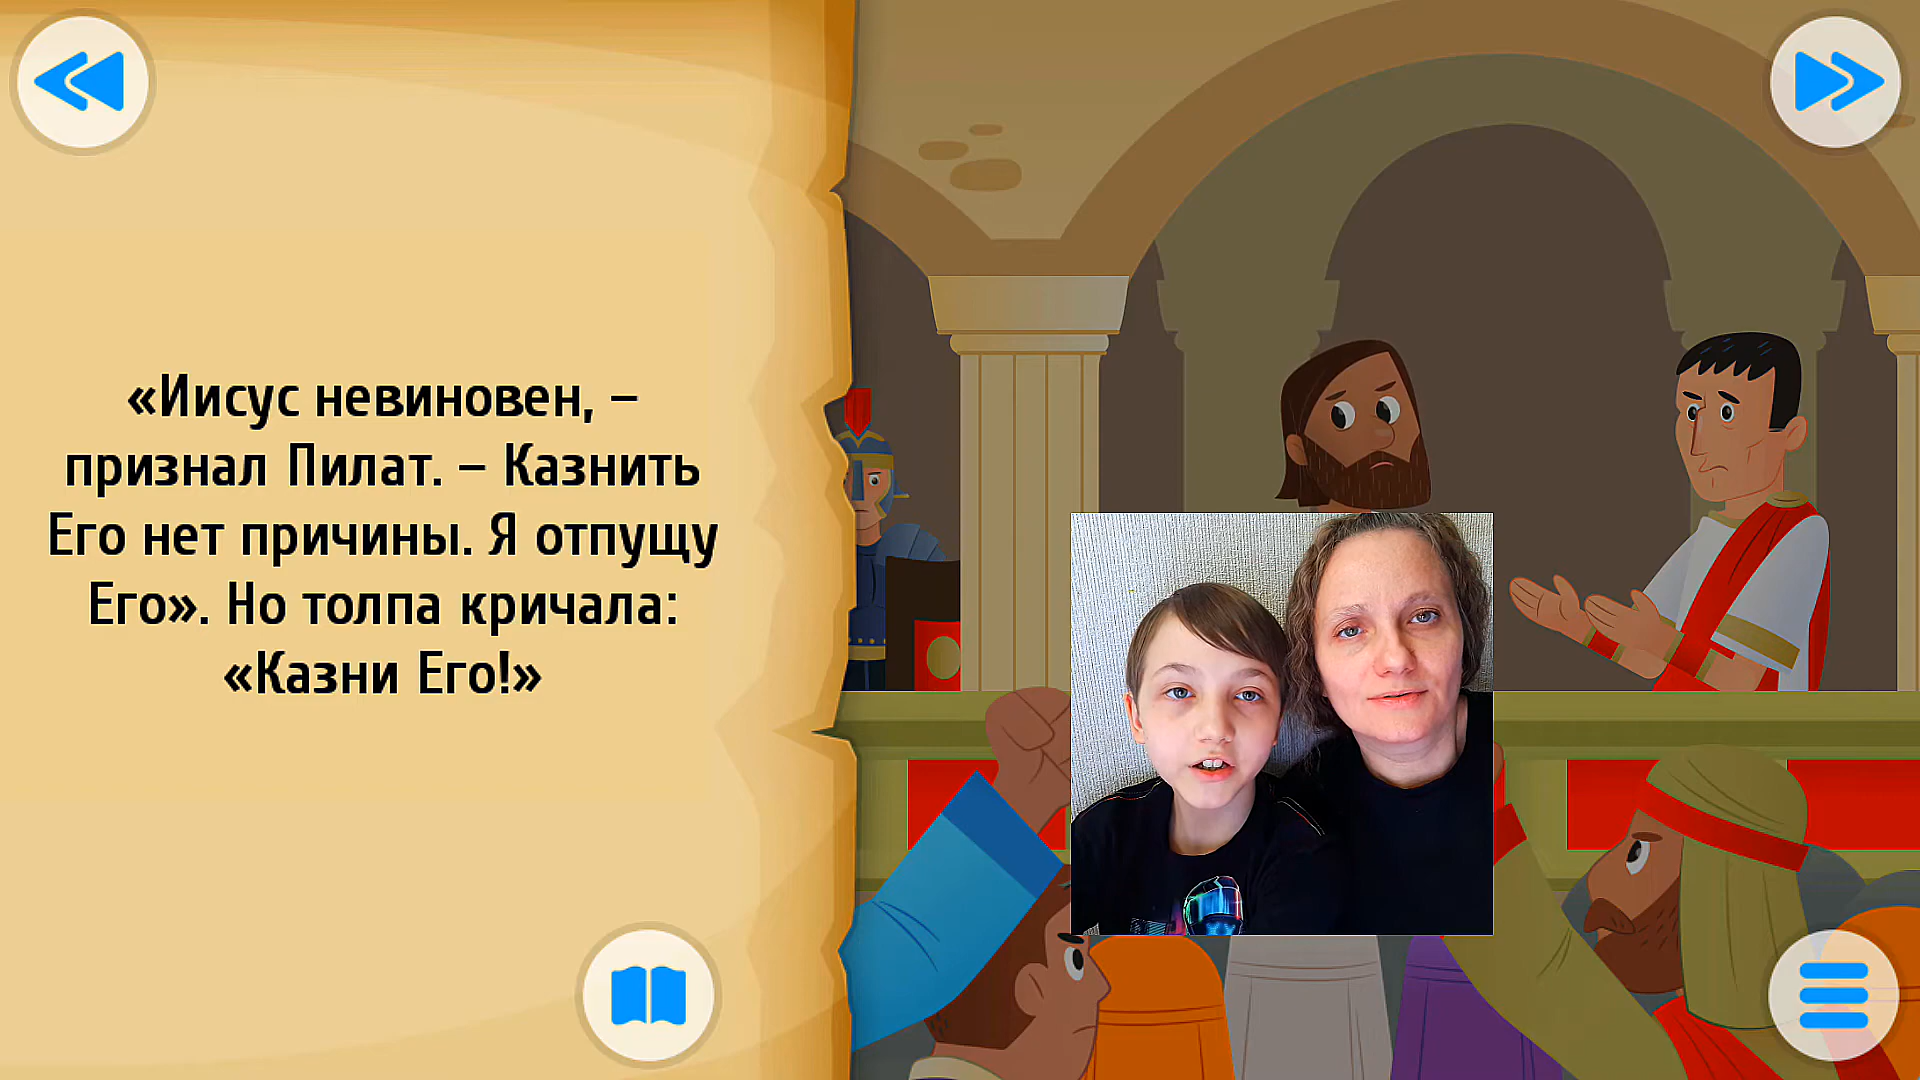 «Иисус невиновен, –
признал Пилат. – Казнить
Его нет причины. Я отпущу
Его». Но толпа кричала:
«Казни Его!»